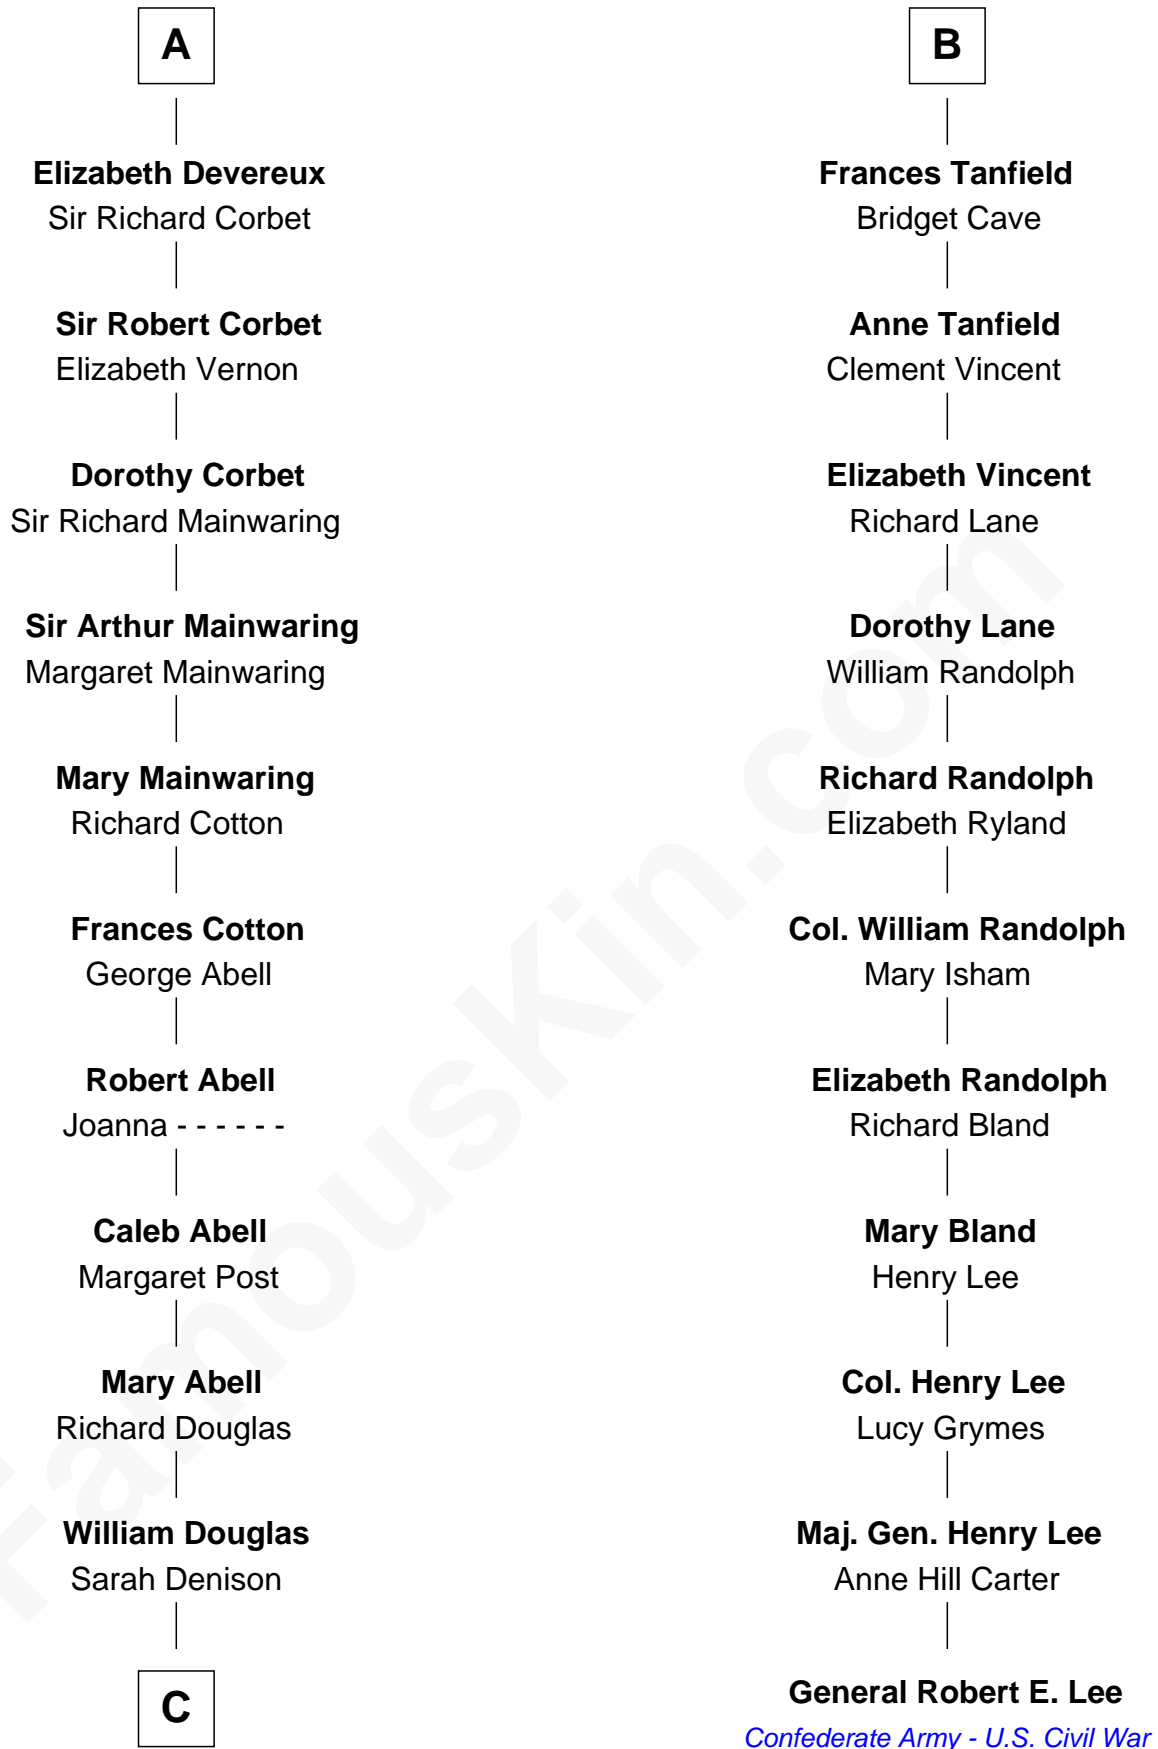 A
Elizabeth Devereux
Sir Richard Corbet
Sir Robert Corbet
Elizabeth Vernon
Dorothy Corbet
Sir Richard Mainwaring
Sir Arthur Mainwaring
Margaret Mainwaring
Mary Mainwaring
Richard Cotton
Frances Cotton
George Abell
Robert Abell
Joanna - - - - - -
Caleb Abell
Margaret Post
Mary Abell
Richard Douglas
William Douglas
Sarah Denison
C
B
Frances Tanfield
Bridget Cave
Anne Tanfield
Clement Vincent
Elizabeth Vincent
Richard Lane
Dorothy Lane
William Randolph
Richard Randolph
Elizabeth Ryland
Col. William Randolph
Mary Isham
Elizabeth Randolph
Richard Bland
Mary Bland
Henry Lee
Col. Henry Lee
Lucy Grymes
Maj. Gen. Henry Lee
Anne Hill Carter
General Robert E. Lee
Confederate Army - U.S. Civil War
FamousKin.com